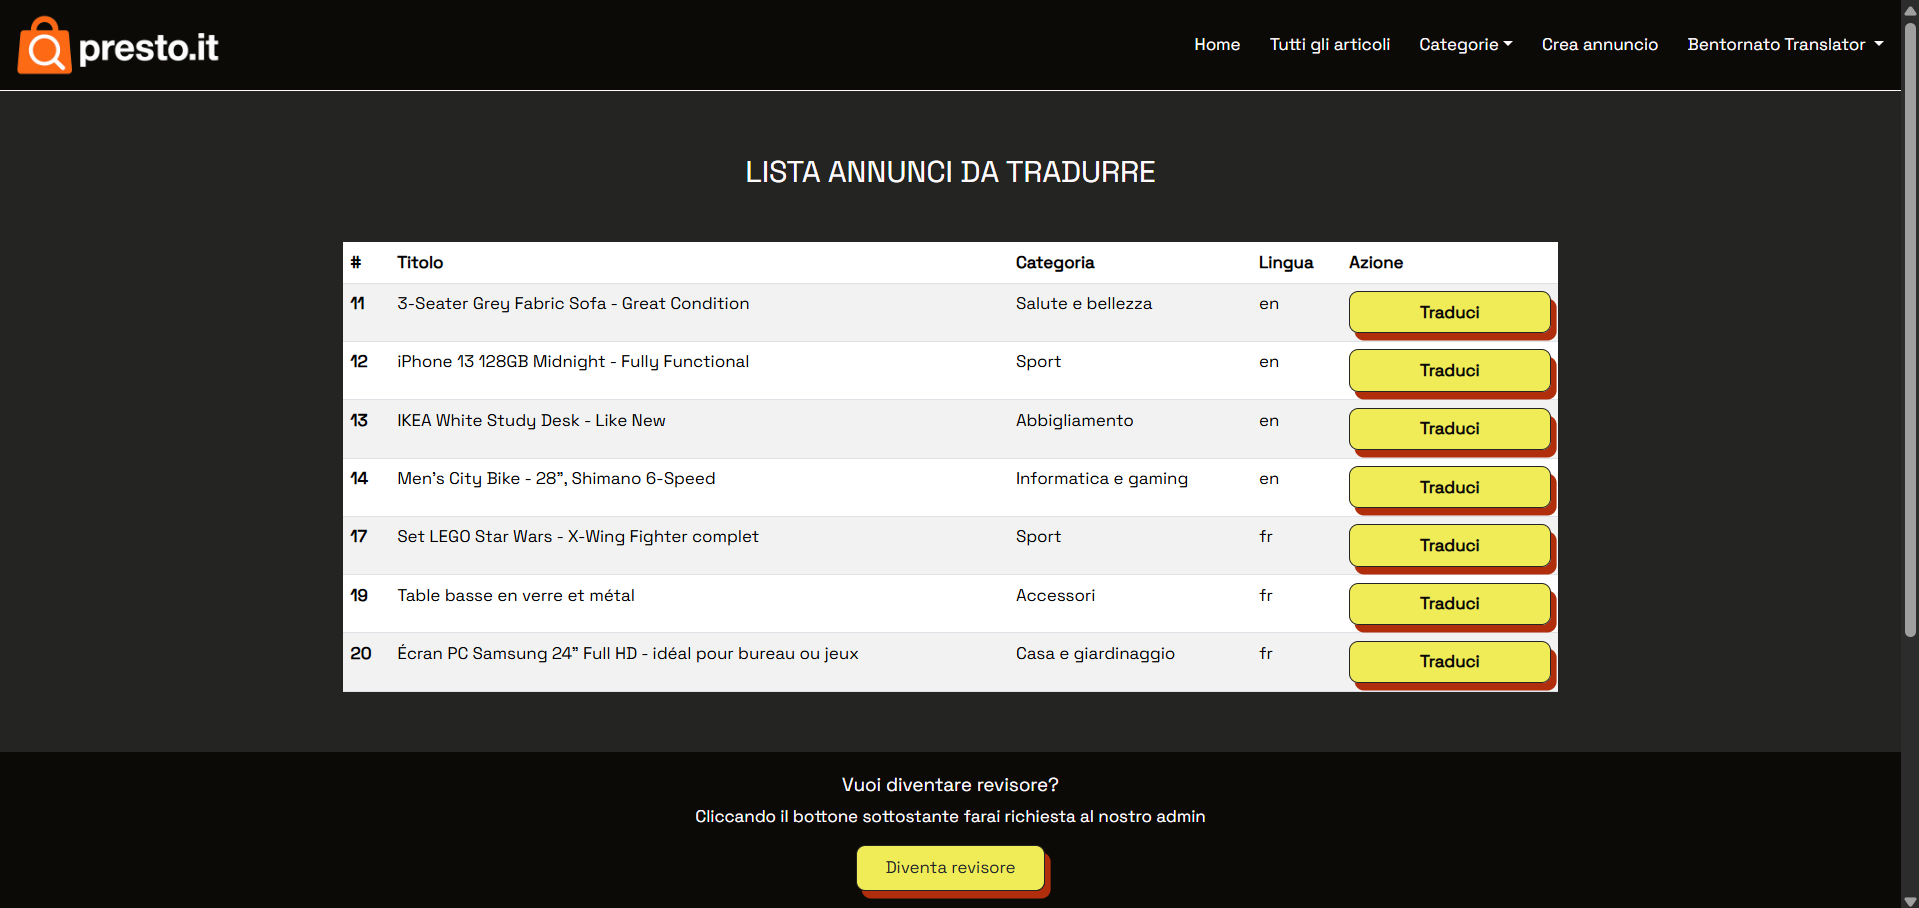 presto.it
Home Tutti gli articoli Categorie Crea annuncio Bentornato Translator
LISTA ANNUNCI DA TRADURRE
# Titolo Categoria Lingua Azione
11 3-Seater Grey Fabric Sofa - Great Condition Salute e bellezza en Traduci
12 iPhone 13 128GB Midnight - Fully Functional Sport en Traduci
13 IKEA White Study Desk - Like New Abbigliamento en Traduci
14 Men’s City Bike - 28”, Shimano 6-Speed Informatica e gaming en Traduci
17 Set LEGO Star Wars - X-Wing Fighter complet Sport fr Traduci
19 Table basse en verre et métal Accessori fr Traduci
20 Écran PC Samsung 24” Full HD - idéal pour bureau ou jeux Casa e giardinaggio fr Traduci
Vuoi diventare revisore?
Cliccando il bottone sottostante farai richiesta al nostro admin
Diventa revisore